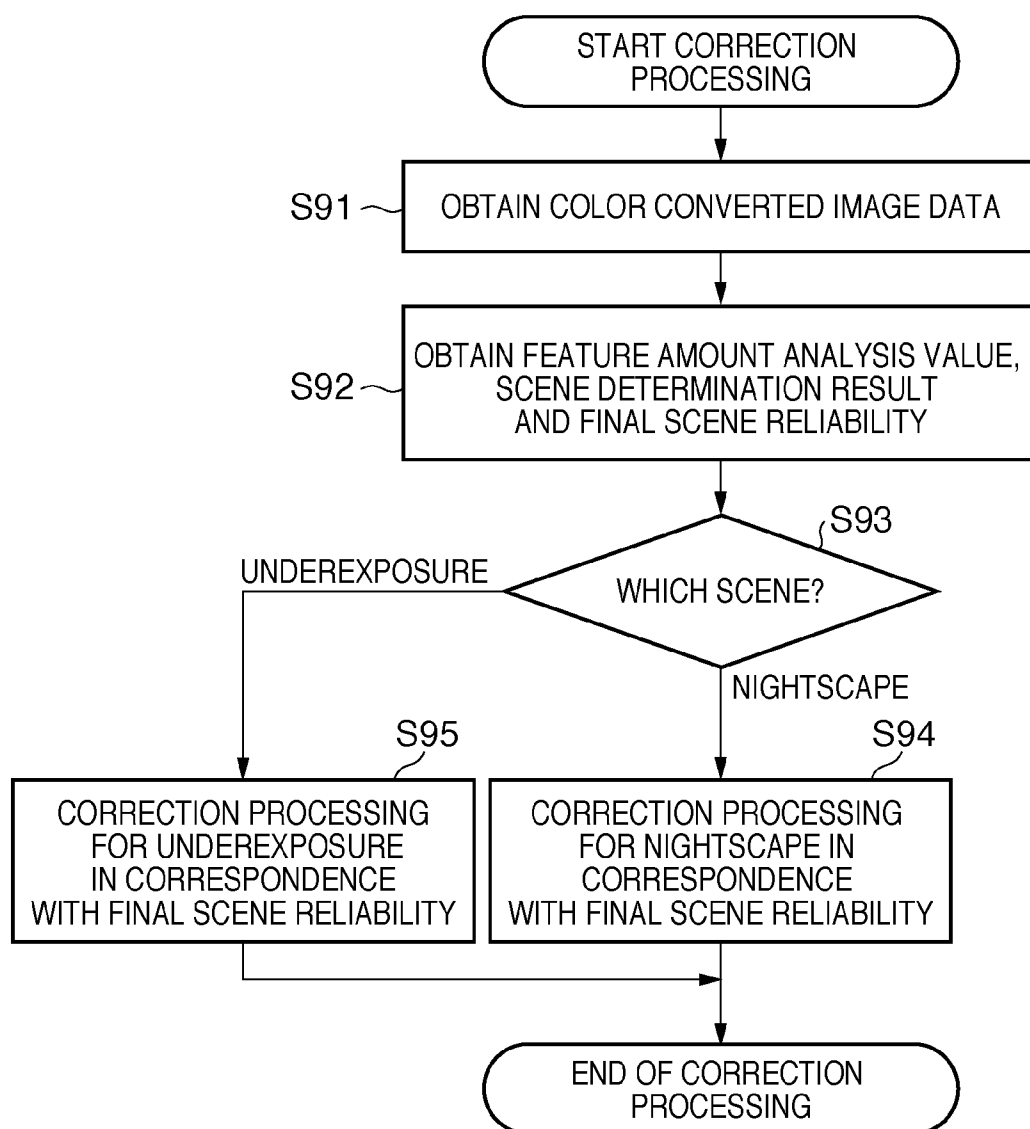 START CORRECTION
PROCESSING
S91
OBTAIN COLOR CONVERTED IMAGE DATA
S92
OBTAIN FEATURE AMOUNT ANALYSIS VALUE,
SCENE DETERMINATION RESULT
AND FINAL SCENE RELIABILITY
S93
WHICH SCENE?
UNDEREXPOSURE
NIGHTSCAPE
S95
CORRECTION PROCESSING
FOR UNDEREXPOSURE
IN CORRESPONDENCE
WITH FINAL SCENE RELIABILITY
S94
CORRECTION PROCESSING
FOR NIGHTSCAPE IN
CORRESPONDENCE
WITH FINAL SCENE RELIABILITY
END OF CORRECTION
PROCESSING